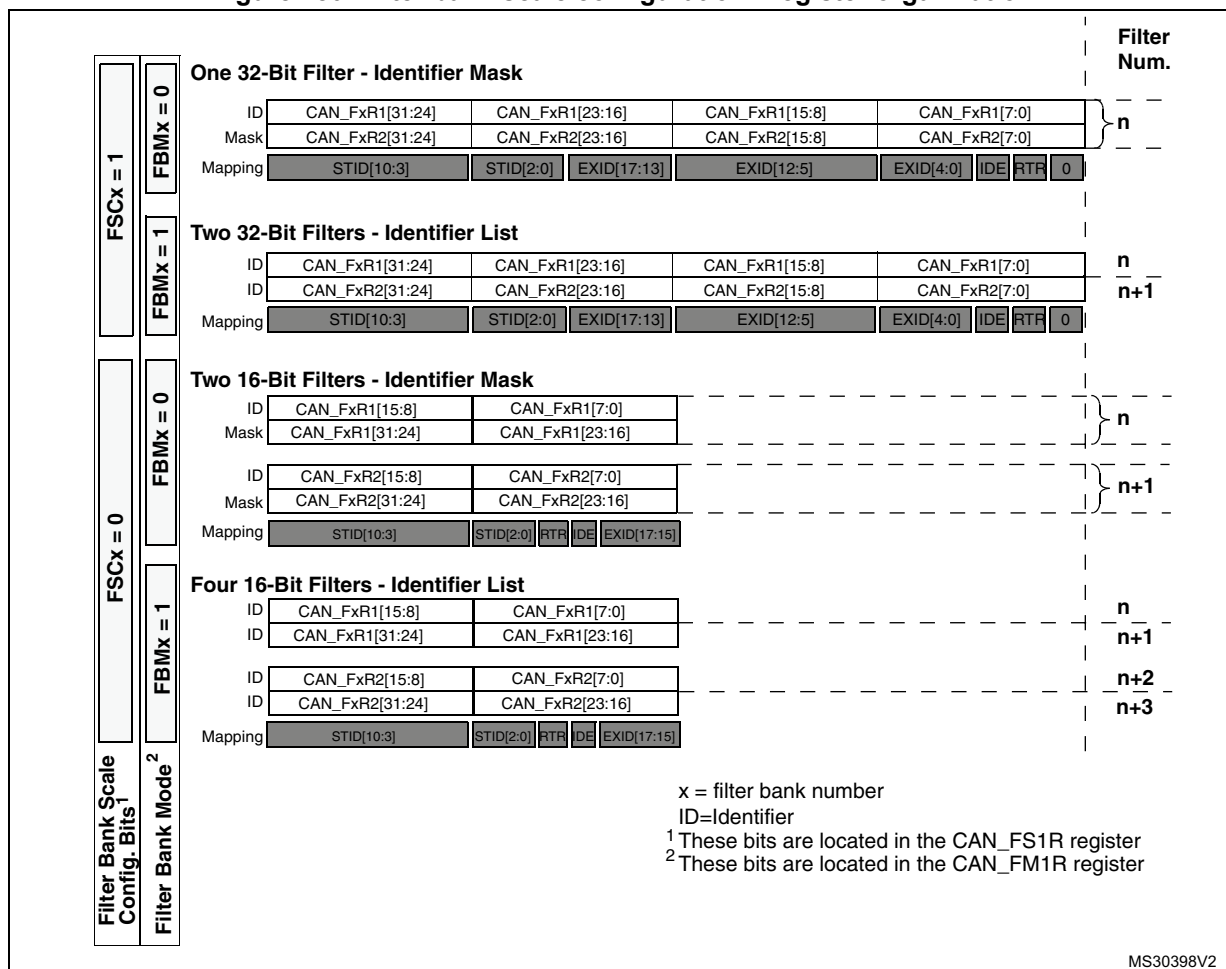 Filter
Num.
One 32-Bit Filter - Identifier Mask
ID CAN_FxR1[31:24] CAN_FxR1[23:16] CAN_FxR1[15:8] CAN_FxR1[7:0]
n
Mask CAN_FxR2[31:24] CAN_FxR2[23:16] CAN_FxR2[15:8] CAN_FxR2[7:0]
Mapping STID[10:3] STID[2:0] EXID[17:13] EXID[12:5] EXID[4:0] IDE RTR 0
Two 32-Bit Filters - Identifier List
ID CAN_FxR1[31:24] CAN_FxR1[23:16] CAN_FxR1[15:8] CAN_FxR1[7:0] n
ID CAN_FxR2[31:24] CAN_FxR2[23:16] CAN_FxR2[15:8] CAN_FxR2[7:0] n+1
Mapping STID[10:3] STID[2:0] EXID[17:13] EXID[12:5] EXID[4:0] IDE RTR 0
Two 16-Bit Filters - Identifier Mask
ID CAN_FxR1[15:8] CAN_FxR1[7:0]
n
Mask CAN_FxR1[31:24] CAN_FxR1[23:16]
ID CAN_FxR2[15:8] CAN_FxR2[7:0]
n+1
Mask CAN_FxR2[31:24] CAN_FxR2[23:16]
Mapping STID[10:3] STID[2:0] RTR IDE EXID[17:15]
Four 16-Bit Filters - Identifier List
ID CAN_FxR1[15:8] CAN_FxR1[7:0] n
ID CAN_FxR1[31:24] CAN_FxR1[23:16] n+1
ID CAN_FxR2[15:8] CAN_FxR2[7:0] n+2
ID CAN_FxR2[31:24] CAN_FxR2[23:16] n+3
Mapping STID[10:3] STID[2:0] RTR IDE EXID[17:15]
FSCx = 1
FSCx = 0
Filter Bank Scale
Config. Bits1
FBMx = 0
FBMx = 1
FBMx = 0
FBMx = 1
Filter Bank Mode2
x = filter bank number
ID=Identifier
1 These bits are located in the CAN_FS1R register
2 These bits are located in the CAN_FM1R register
MS30398V2